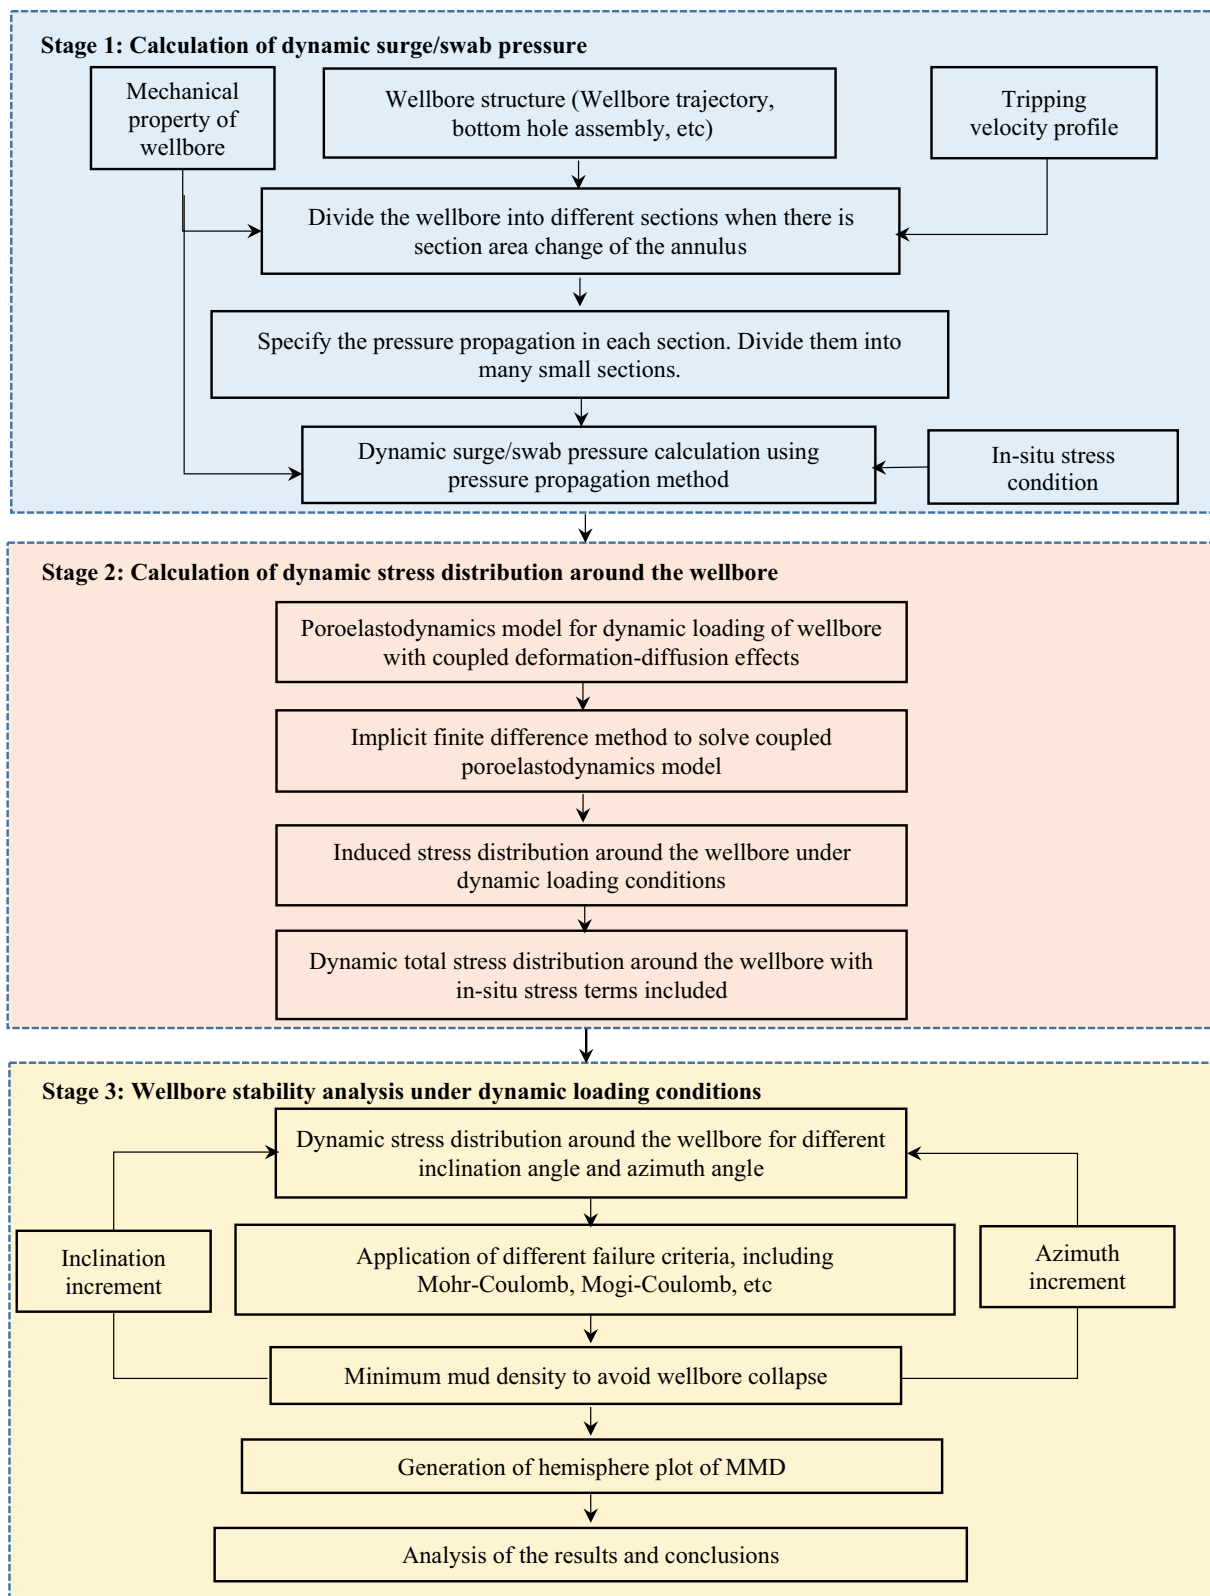 Stage 1: Calculation of dynamic surge/swab pressure
Mechanical
property of
wellbore
Wellbore structure (Wellbore trajectory,
bottom hole assembly, etc)
Tripping
velocity profile
Divide the wellbore into different sections when there is
section area change of the annulus
Specify the pressure propagation in each section. Divide them into
many small sections.
Dynamic surge/swab pressure calculation using
pressure propagation method
In-situ stress
condition
Stage 2: Calculation of dynamic stress distribution around the wellbore
Poroelastodynamics model for dynamic loading of wellbore
with coupled deformation-diffusion effects
Implicit finite difference method to solve coupled
poroelastodynamics model
Induced stress distribution around the wellbore under
dynamic loading conditions
Dynamic total stress distribution around the wellbore with
in-situ stress terms included
Stage 3: Wellbore stability analysis under dynamic loading conditions
Dynamic stress distribution around the wellbore for different
inclination angle and azimuth angle
Inclination
increment
Application of different failure criteria, including
Mohr-Coulomb, Mogi-Coulomb, etc
Azimuth
increment
Minimum mud density to avoid wellbore collapse
Generation of hemisphere plot of MMD
Analysis of the results and conclusions